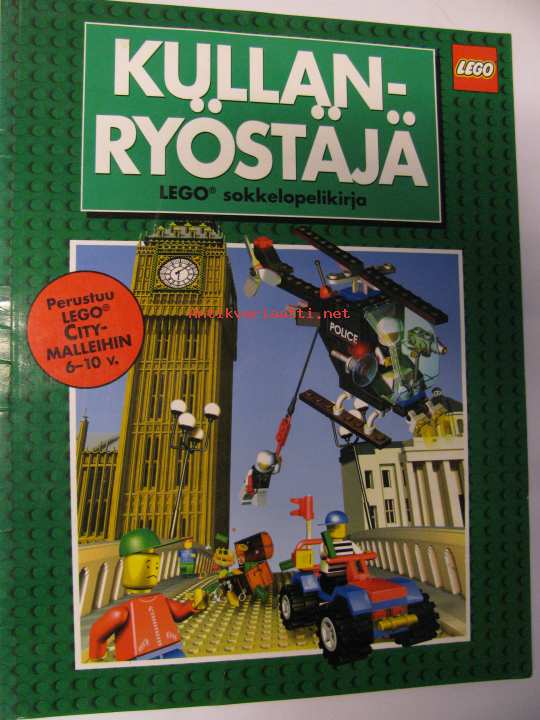 KULLAN-
RYÖSTÄJÄ
LEGO® sokkelopelikirja
LEGO
Perustuu
LEGO®
CITY-
MALLEIHIN
6–10 v.
Antikvariaatti.net
POLICE